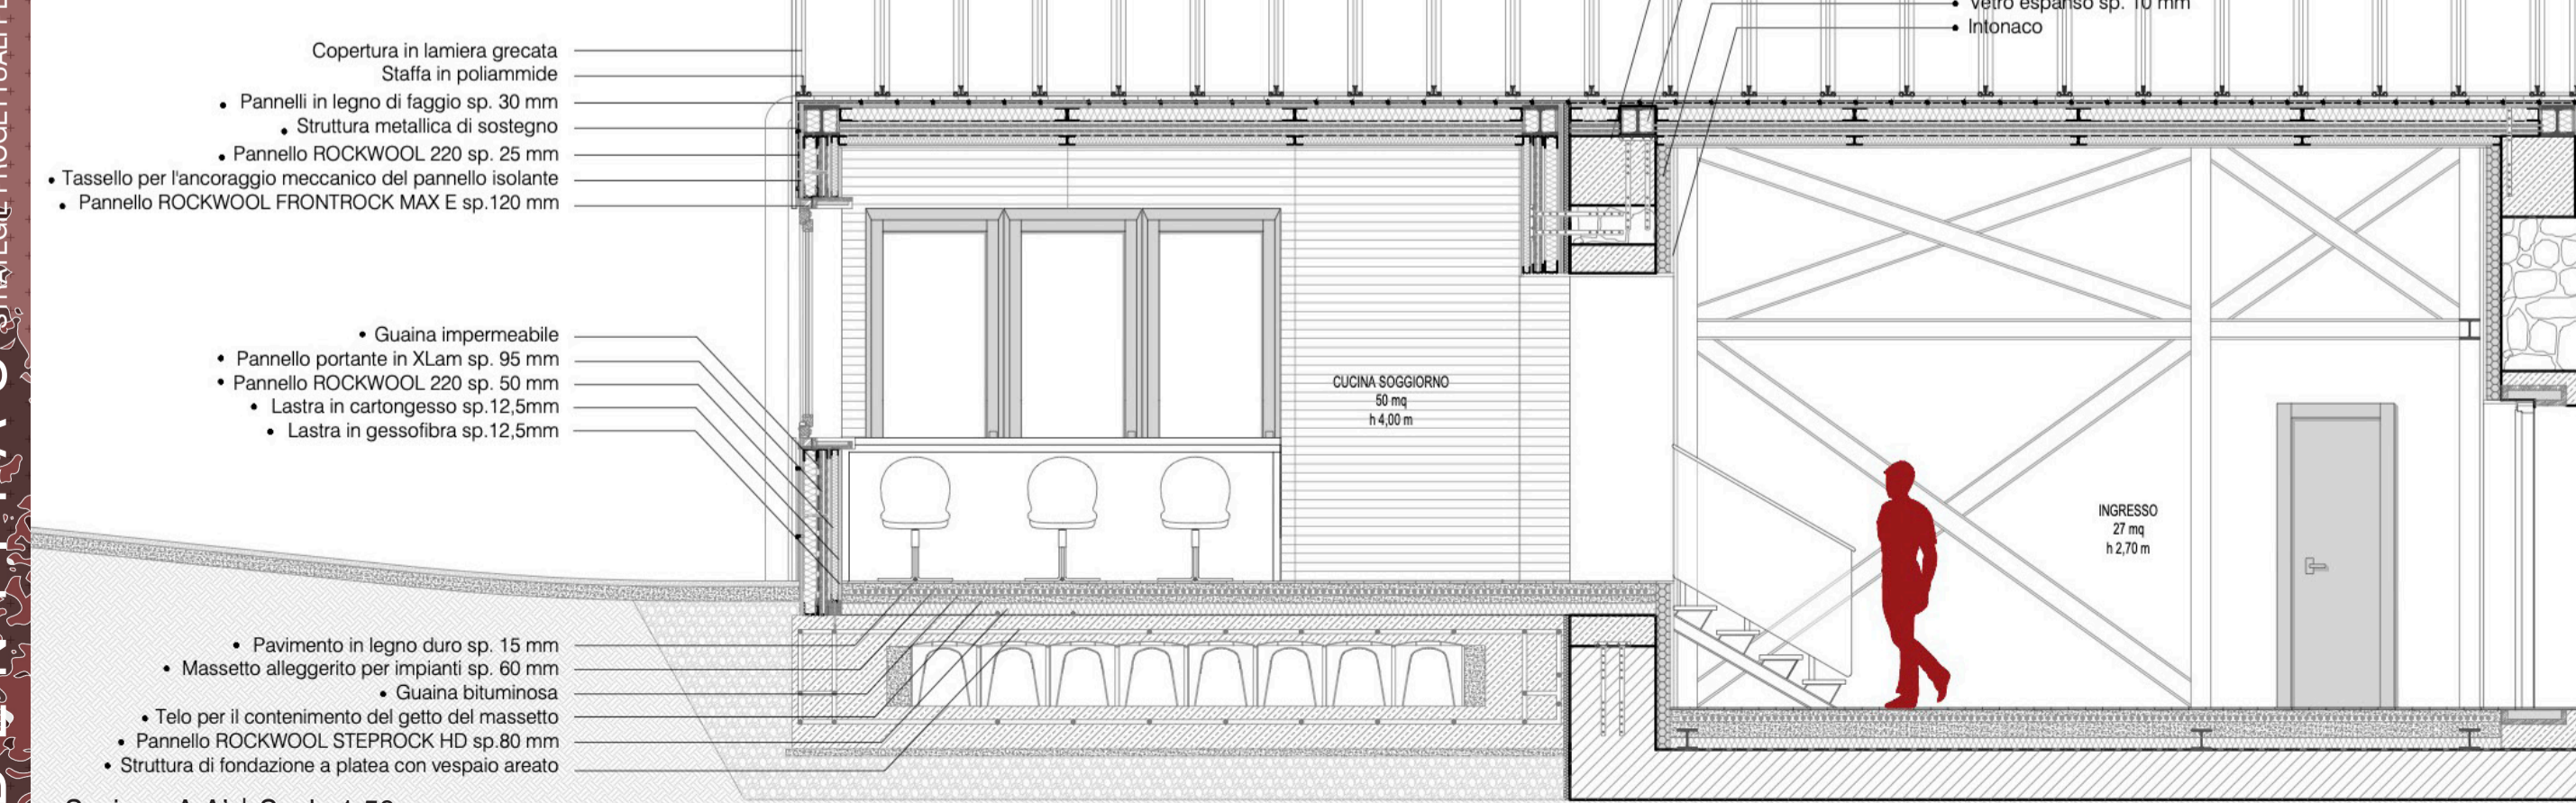 Copertura in lamiera grecata
Staffa in poliammide
• Pannelli in legno di faggio sp. 30 mm
• Struttura metallica di sostegno
• Pannello ROCKWOOL 220 sp. 25 mm
• Tassello per l'ancoraggio meccanico del pannello isolante
• Pannello ROCKWOOL FRONTROCK MAX E sp.120 mm
• Vetro espanso sp. 10 mm
• Intonaco
• Guaina impermeabile
• Pannello portante in XLam sp. 95 mm
• Pannello ROCKWOOL 220 sp. 50 mm
• Lastra in cartongesso sp.12,5mm
• Lastra in gessofibra sp.12,5mm
CUCINA SOGGIORNO
50 mq
h 4,00 m
INGRESSO
27 mq
h 2,70 m
• Pavimento in legno duro sp. 15 mm
• Massetto alleggerito per impianti sp. 60 mm
• Guaina bituminosa
• Telo per il contenimento del getto del massetto
• Pannello ROCKWOOL STEPROCK HD sp.80 mm
• Struttura di fondazione a platea con vespaio areato